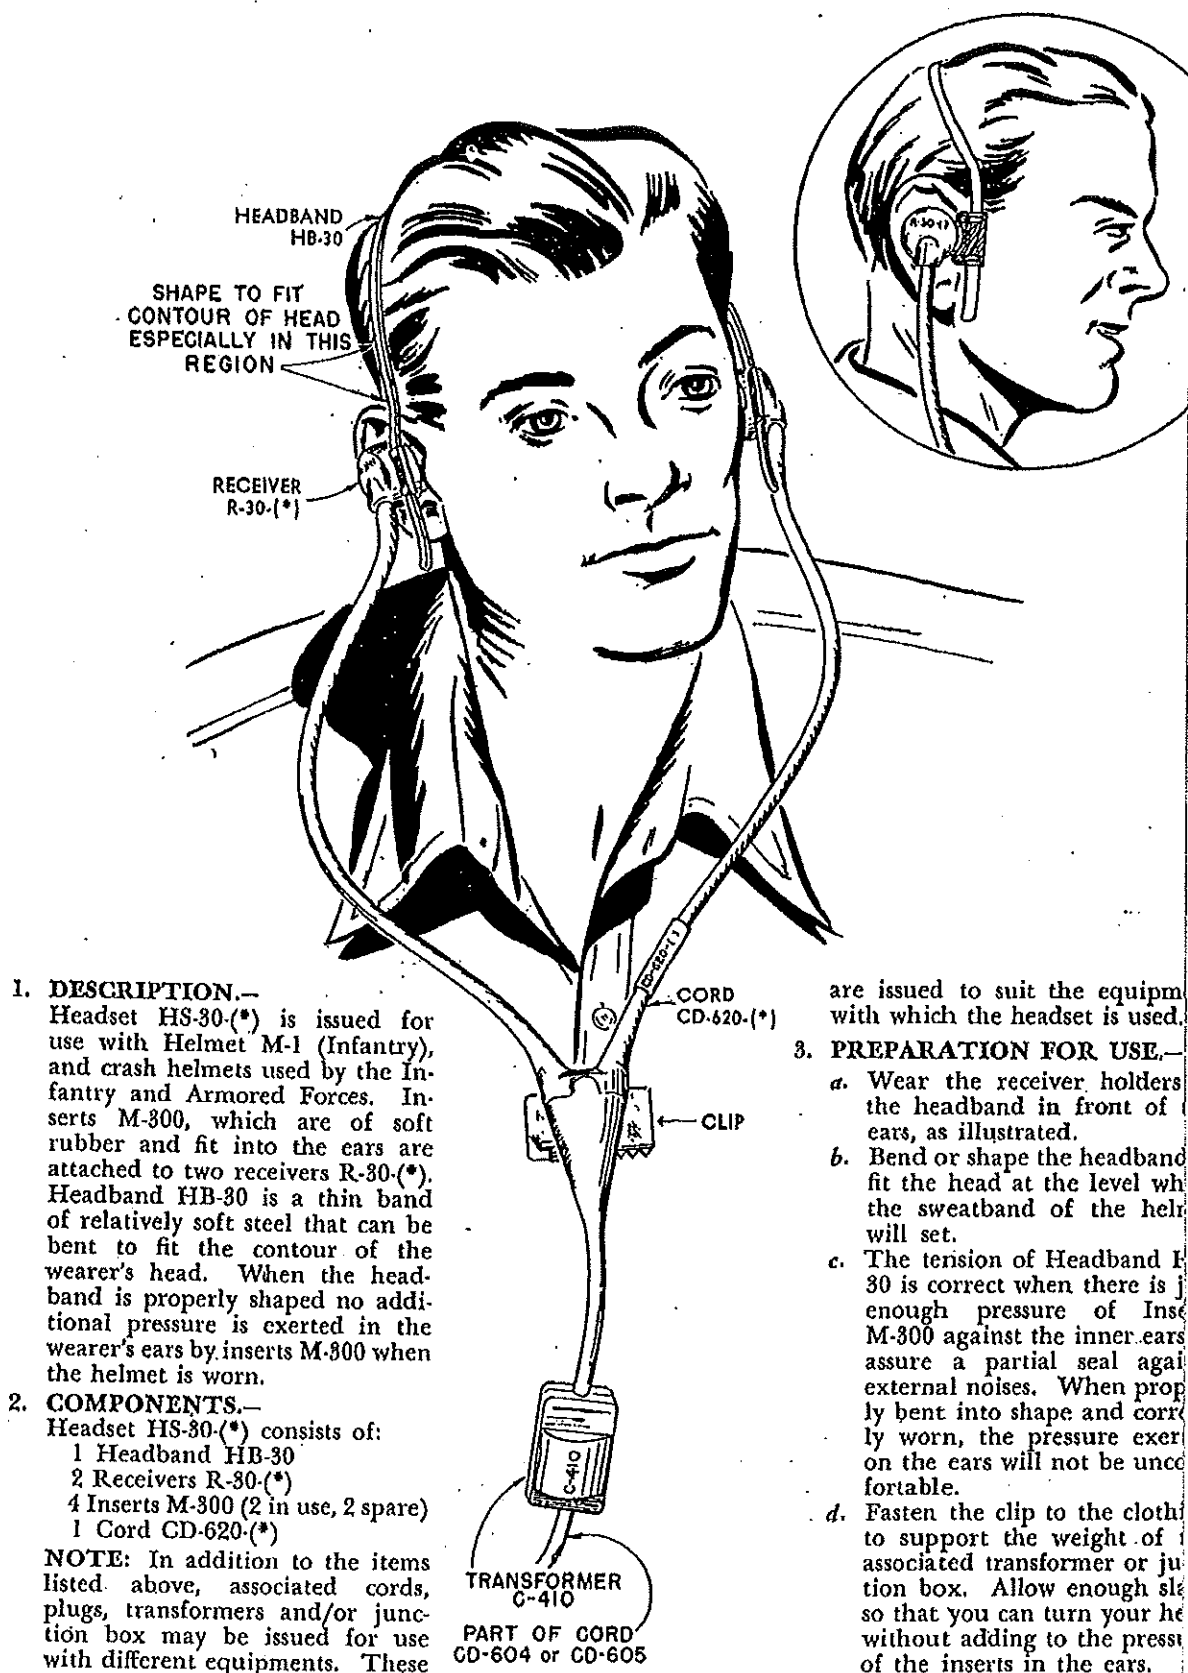 HEADBAND
HB-30
SHAPE TO FIT
CONTOUR OF HEAD
ESPECIALLY IN THIS
REGION
RECEIVER
R-30-(*)
R-30-(*)
CORD
CD-620-(*)
CLIP
C-410
TRANSFORMER
C-410
PART OF CORD
CD-604 or CD-605
1. DESCRIPTION.—
Headset HS-30-(*) is issued for
use with Helmet M-1 (Infantry),
and crash helmets used by the In-
fantry and Armored Forces. In-
serts M-300, which are of soft
rubber and fit into the ears are
attached to two receivers R-30-(*).
Headband HB-30 is a thin band
of relatively soft steel that can be
bent to fit the contour of the
wearer's head. When the head-
band is properly shaped no addi-
tional pressure is exerted in the
wearer's ears by inserts M-300 when
the helmet is worn.
2. COMPONENTS.—
Headset HS-30-(*) consists of:
1 Headband HB-30
2 Receivers R-30-(*)
4 Inserts M-300 (2 in use, 2 spare)
1 Cord CD-620-(*)
NOTE: In addition to the items
listed above, associated cords,
plugs, transformers and/or junc-
tion box may be issued for use
with different equipments. These
are issued to suit the equipm
with which the headset is used.
3. PREPARATION FOR USE.—
a. Wear the receiver holders
the headband in front of
ears, as illustrated.
b. Bend or shape the headband
fit the head at the level wh
the sweatband of the hel
will set.
c. The tension of Headband
30 is correct when there is
enough pressure of Inse
M-300 against the inner ears
assure a partial seal agai
external noises. When prop
ly bent into shape and corre
ly worn, the pressure exer
on the ears will not be unco
fortable.
d. Fasten the clip to the clothi
to support the weight of
associated transformer or ju
tion box. Allow enough sla
so that you can turn your he
without adding to the pressu
of the inserts in the ears.